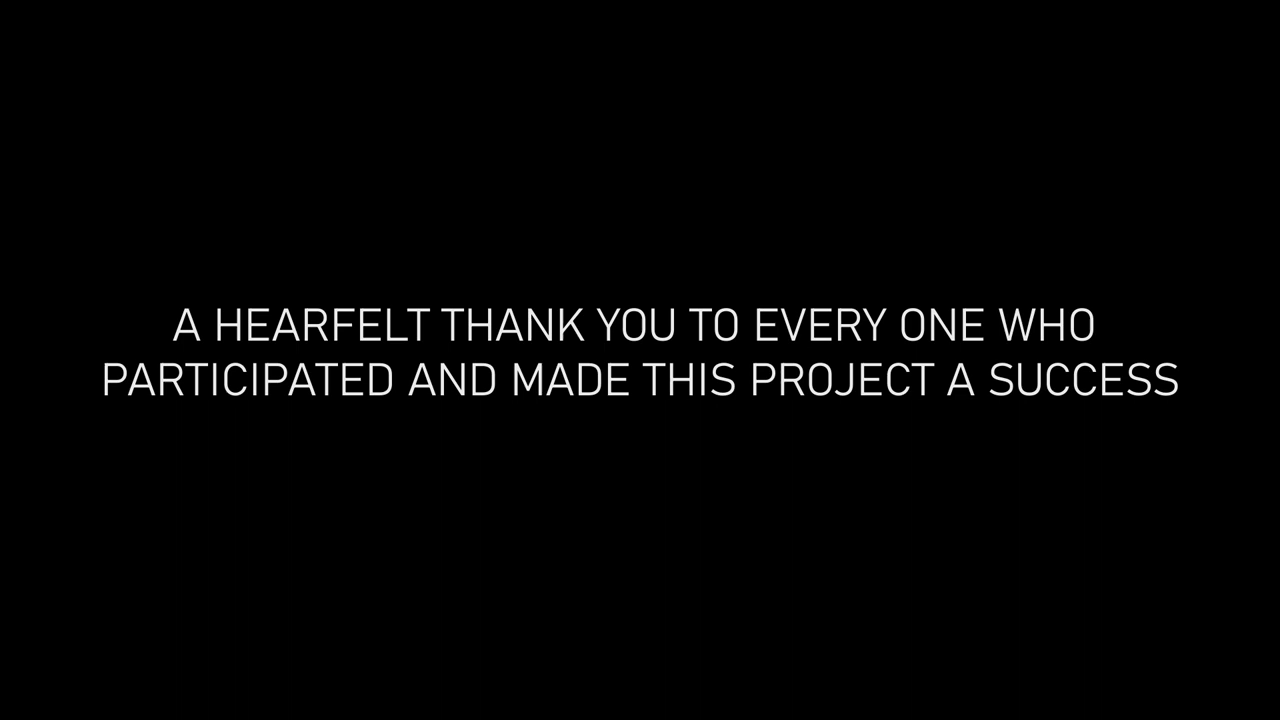 A HEARFELT THANK YOU TO EVERY ONE WHO
PARTICIPATED AND MADE THIS PROJECT A SUCCESS